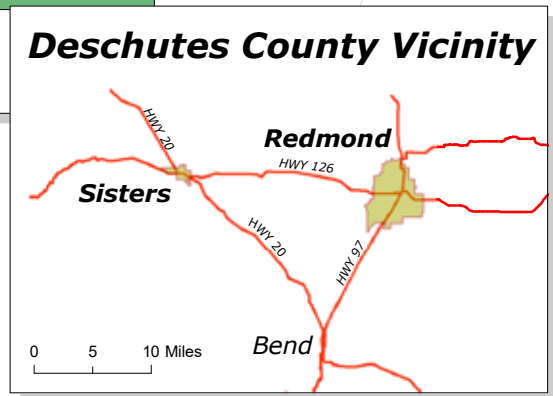 Deschutes County Vicinity
HWY 20
Redmond
HWY 126
Sisters
HWY 20
HWY 97
Bend
0 5 10 Miles